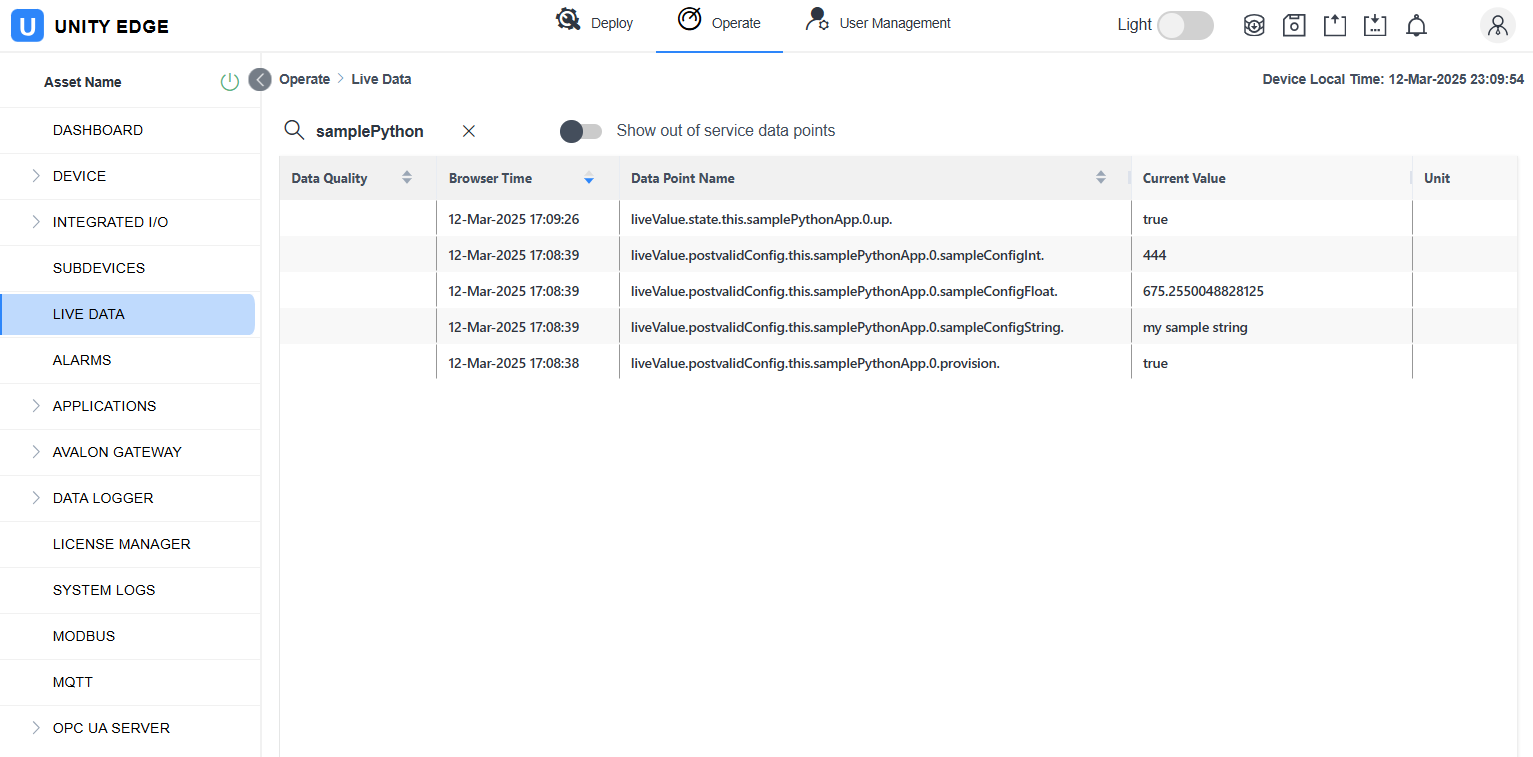 U UNITY EDGE
Deploy
Operate
User Management
Light
Asset Name
Operate > Live Data
Device Local Time: 12-Mar-2025 23:09:54
DASHBOARD
DEVICE
INTEGRATED I/O
SUBDEVICES
LIVE DATA
ALARMS
APPLICATIONS
AVALON GATEWAY
DATA LOGGER
LICENSE MANAGER
SYSTEM LOGS
MODBUS
MQTT
OPC UA SERVER
samplePython
Show out of service data points
Data Quality Browser Time Data Point Name Current Value Unit
12-Mar-2025 17:09:26 liveValue.state.this.samplePythonApp.0.up. true
12-Mar-2025 17:08:39 liveValue.postvalidConfig.this.samplePythonApp.0.sampleConfigInt. 444
12-Mar-2025 17:08:39 liveValue.postvalidConfig.this.samplePythonApp.0.sampleConfigFloat. 675.2550048828125
12-Mar-2025 17:08:39 liveValue.postvalidConfig.this.samplePythonApp.0.sampleConfigString. my sample string
12-Mar-2025 17:08:38 liveValue.postvalidConfig.this.samplePythonApp.0.provision. true